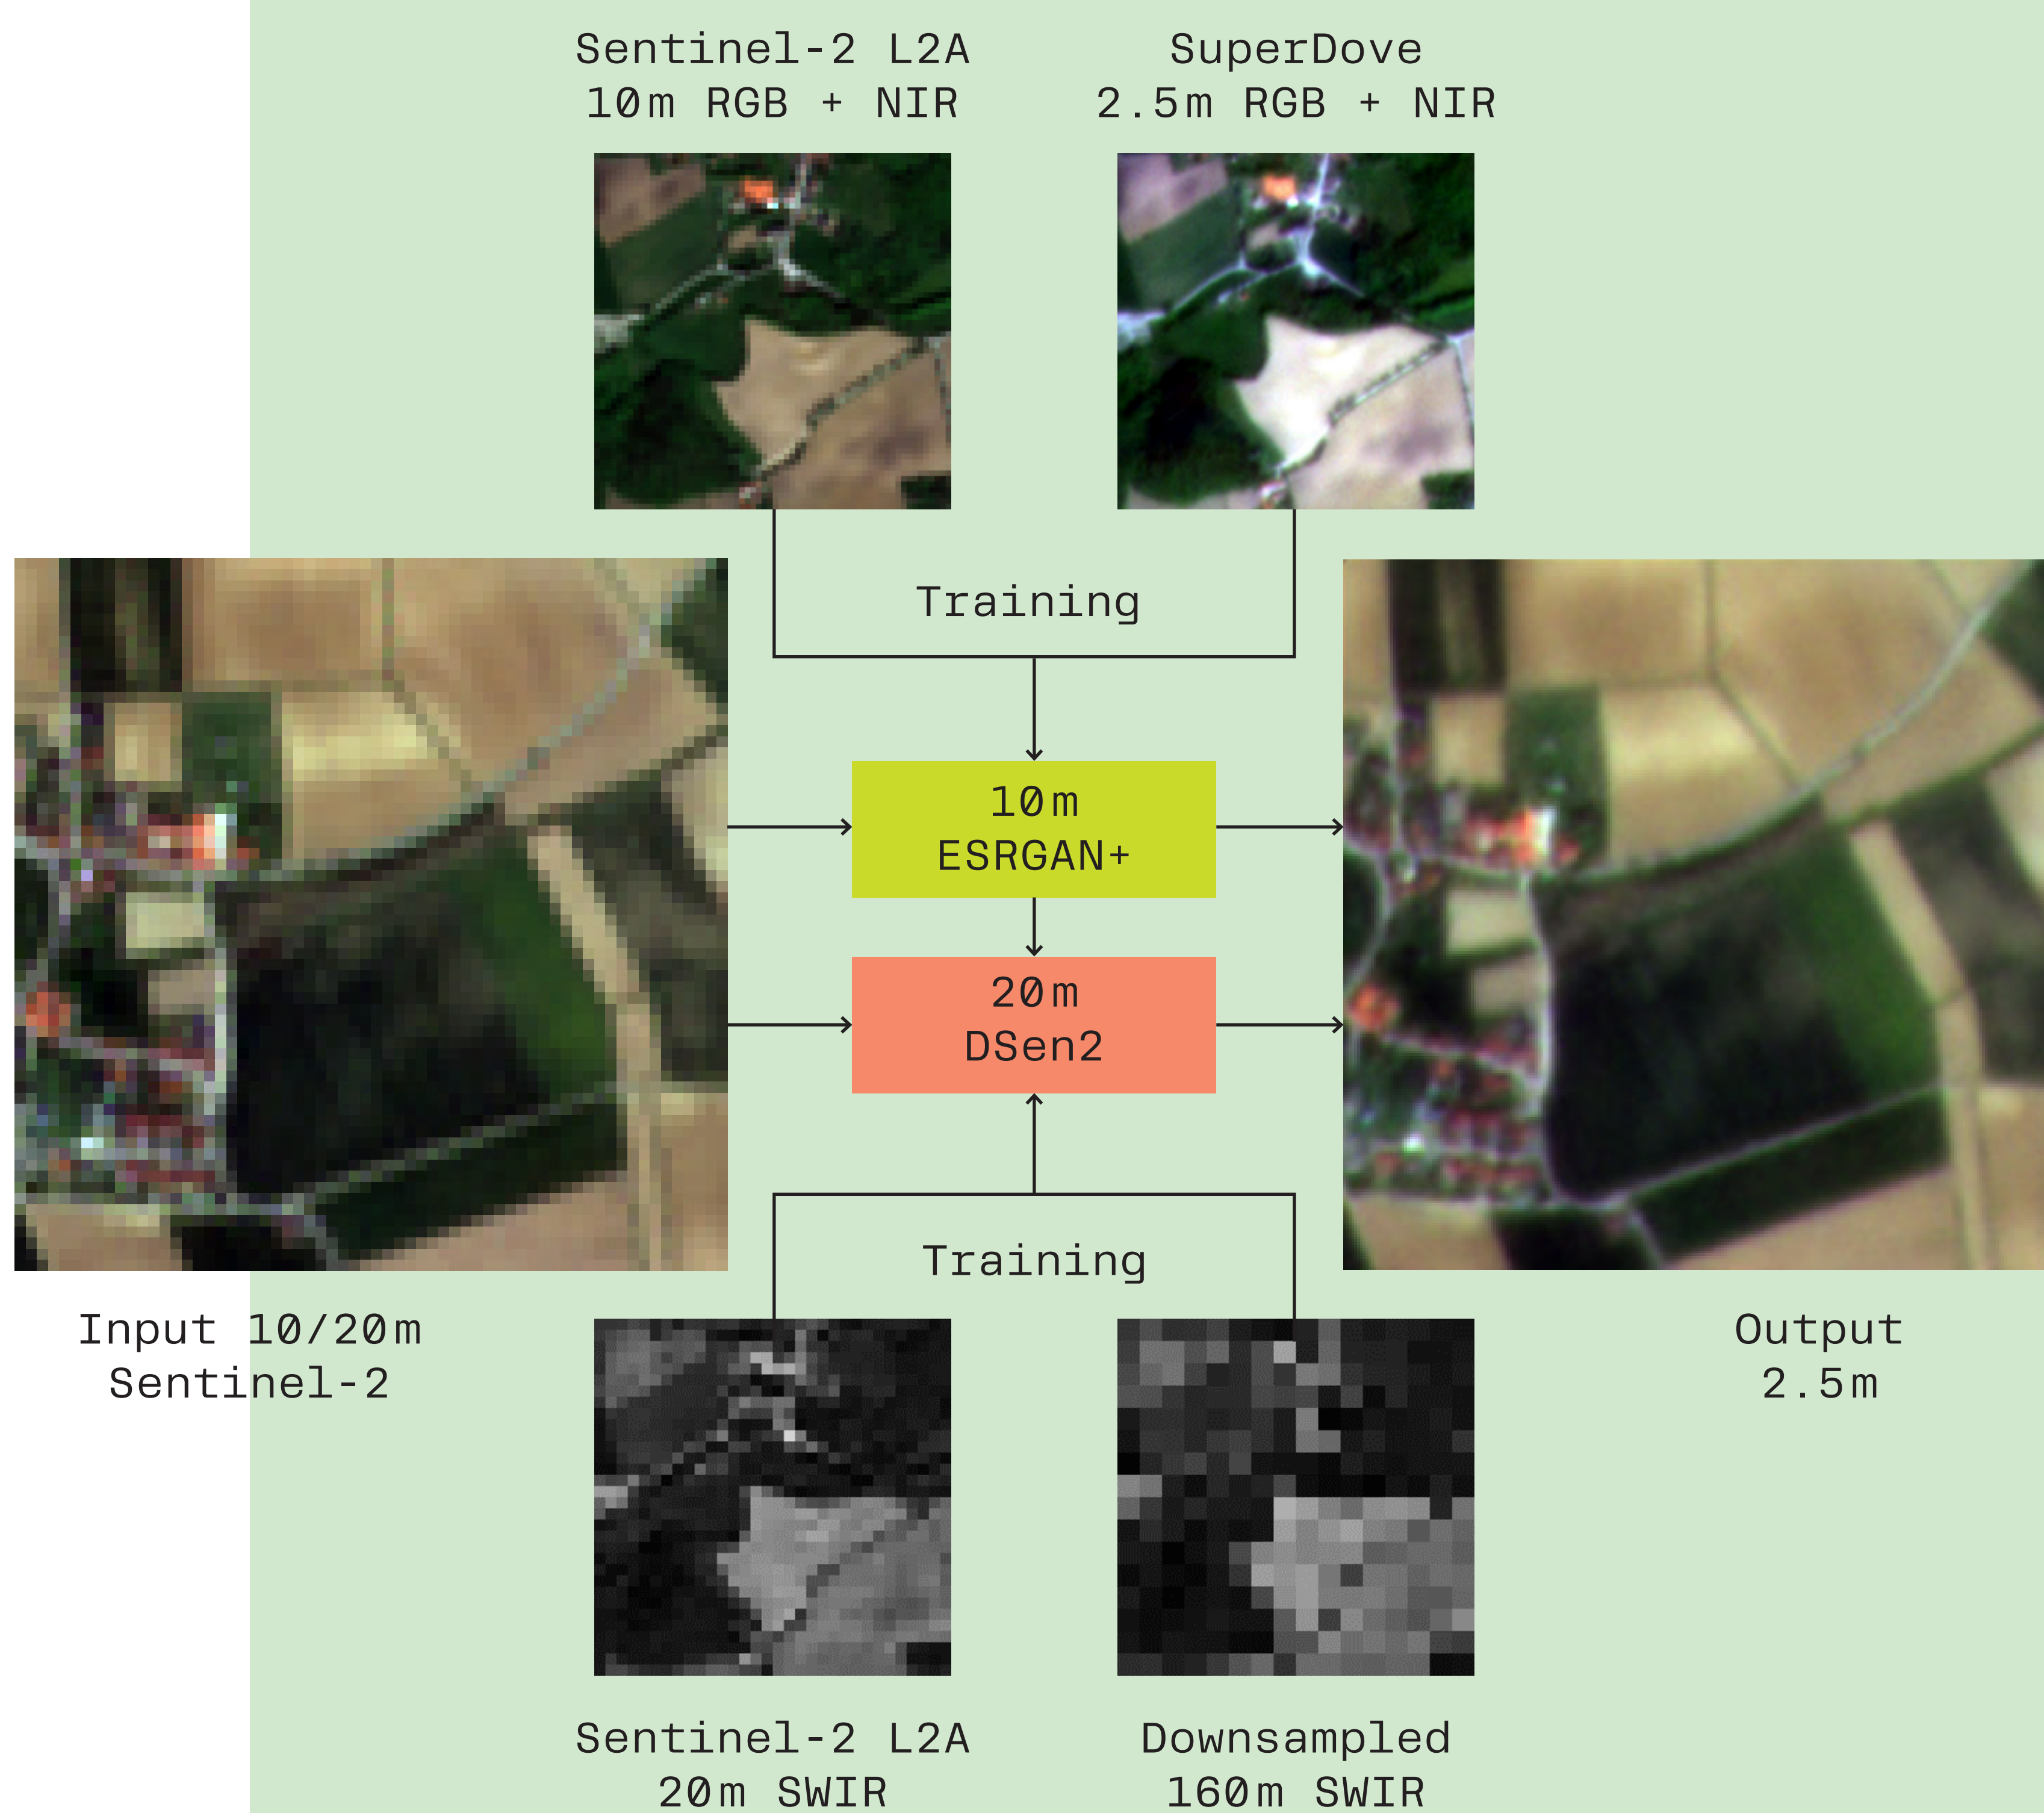 Sentinel-2 L2A
10m RGB + NIR
SuperDove
2.5m RGB + NIR
Training
10m
ESRGAN+
20m
DSen2
Training
Input 10/20m
Sentinel-2
Output
2.5m
Sentinel-2 L2A
20m SWIR
Downsampled
160m SWIR